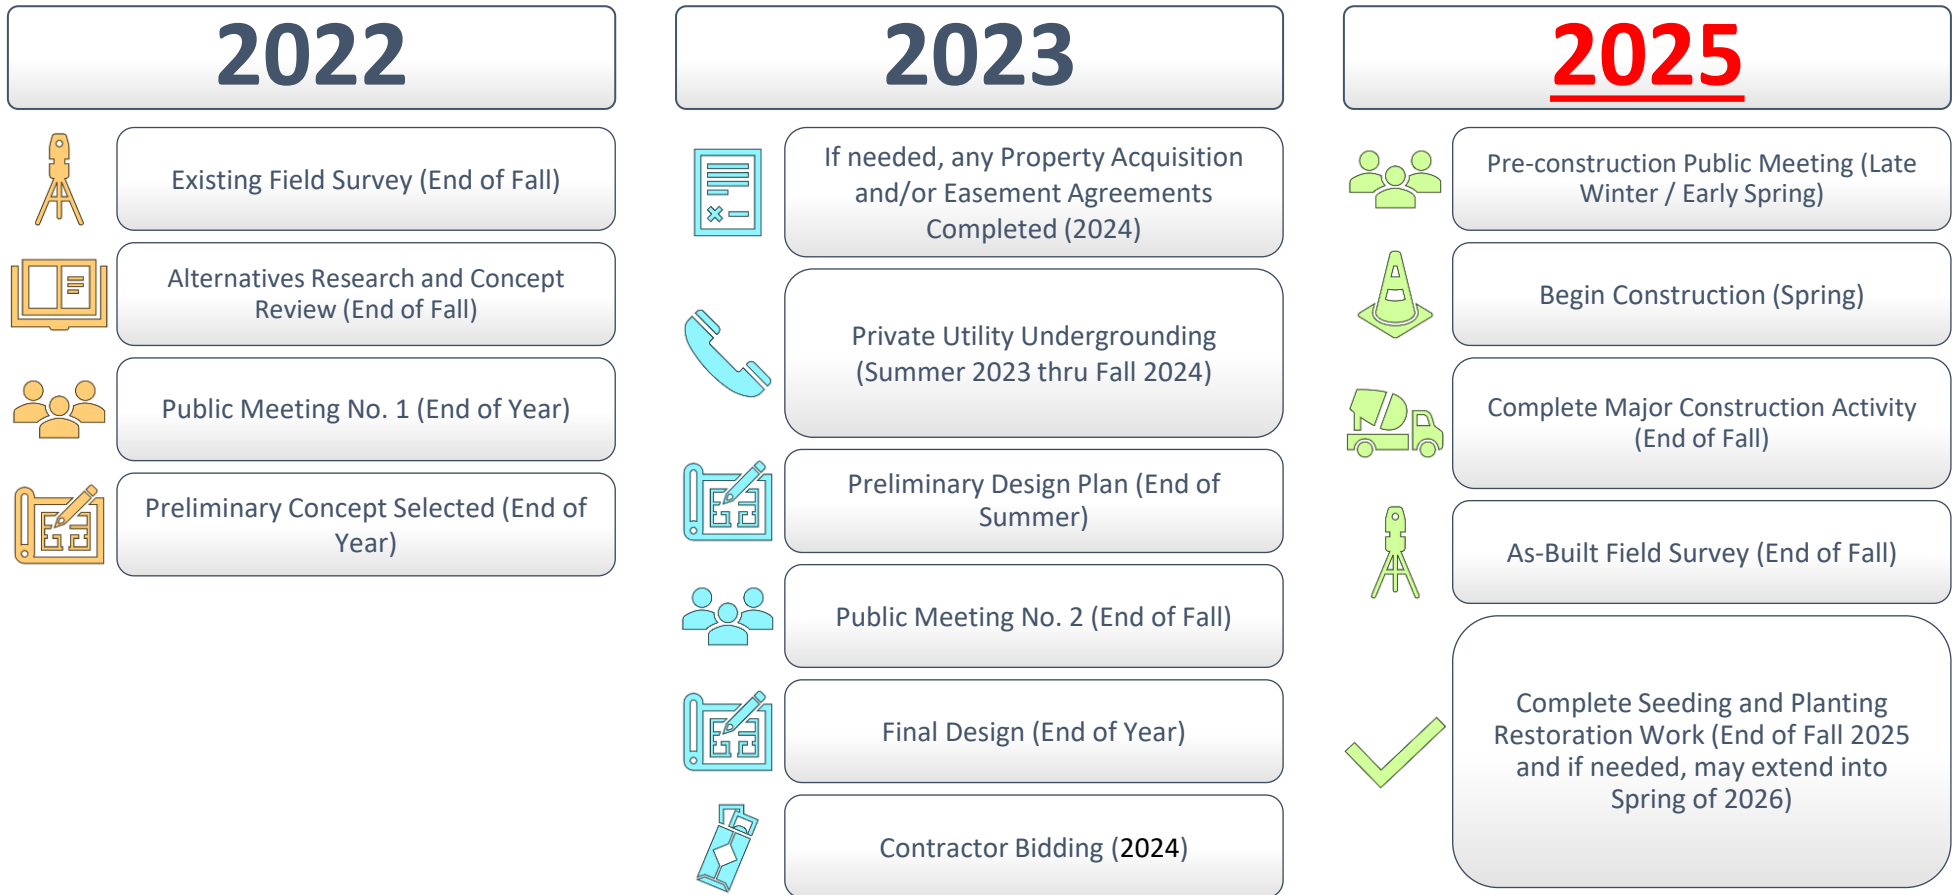 2022
Existing Field Survey (End of Fall)
Alternatives Research and Concept
Review (End of Fall)
Public Meeting No. 1 (End of Year)
Preliminary Concept Selected (End of
Year)
2023
If needed, any Property Acquisition
and/or Easement Agreements
Completed (2024)
Private Utility Undergrounding
(Summer 2023 thru Fall 2024)
Preliminary Design Plan (End of
Summer)
Public Meeting No. 2 (End of Fall)
Final Design (End of Year)
Contractor Bidding (2024)
2025
Pre-construction Public Meeting (Late
Winter / Early Spring)
Begin Construction (Spring)
Complete Major Construction Activity
(End of Fall)
As-Built Field Survey (End of Fall)
Complete Seeding and Planting
Restoration Work (End of Fall 2025
and if needed, may extend into
Spring of 2026)